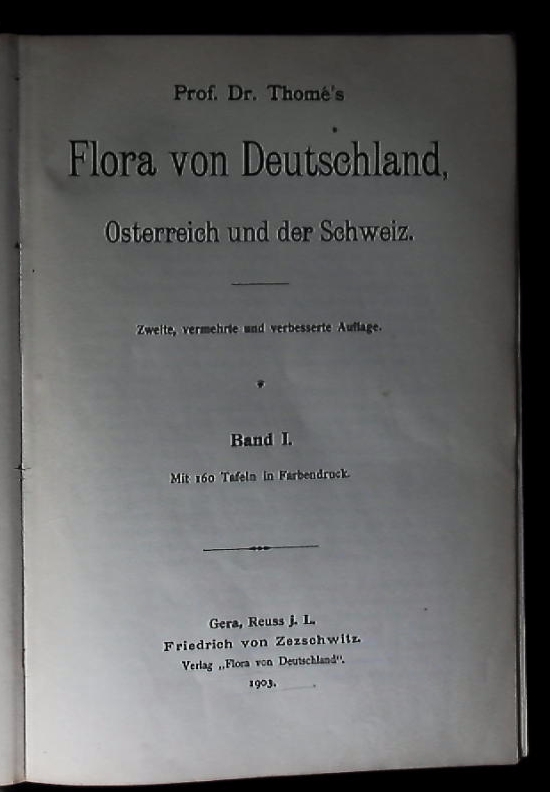 Prof. Dr. Thomé's
Flora von Deutschland,
Osterreich und der Schweiz.
Zweite, vermehrte und verbesserte Auflage.
Band I.
Mit 160 Tafeln in Farbendruck.
Gera, Reuss j. L.
Friedrich von Zezschwitz.
Verlag „Flora von Deutschland“.
1903.